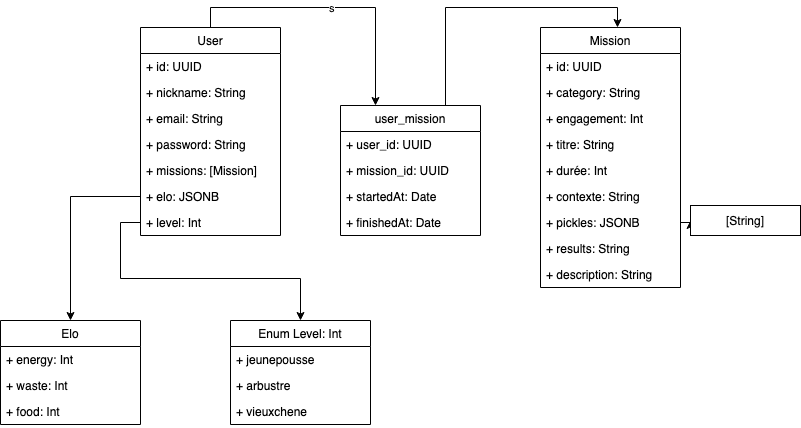 s
User
+ id: UUID
+ nickname: String
+ email: String
+ password: String
+ missions: [Mission]
+ elo: JSONB
+ level: Int
user_mission
+ user_id: UUID
+ mission_id: UUID
+ startedAt: Date
+ finishedAt: Date
Mission
+ id: UUID
+ category: String
+ engagement: Int
+ titre: String
+ durée: Int
+ contexte: String
+ pickles: JSONB
+ results: String
+ description: String
[String]
Elo
+ energy: Int
+ waste: Int
+ food: Int
Enum Level: Int
+ jeunepousse
+ arbustre
+ vieuxchene